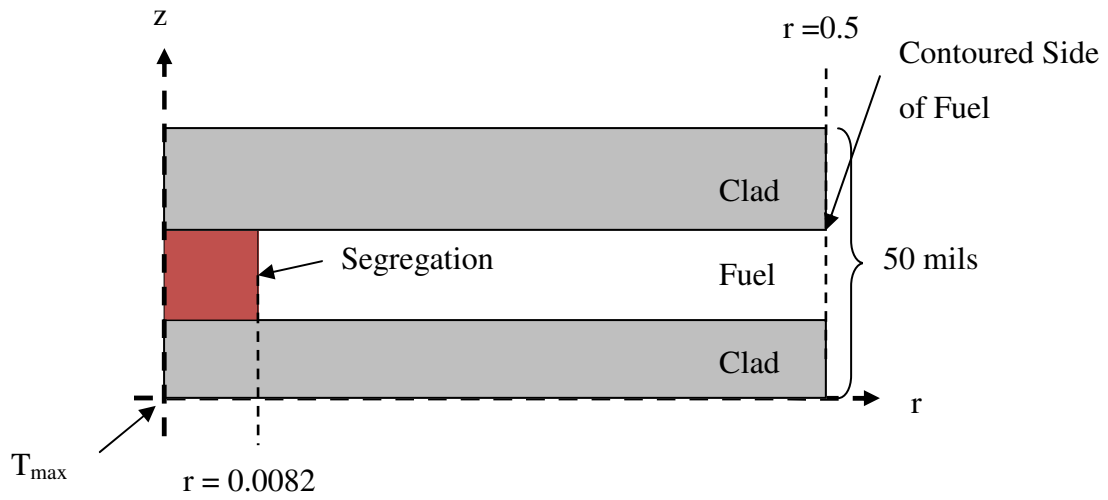 z
r =0.5
Contoured Side
of Fuel
Clad
Segregation
Fuel
50 mils
Clad
r
T_max
r = 0.0082